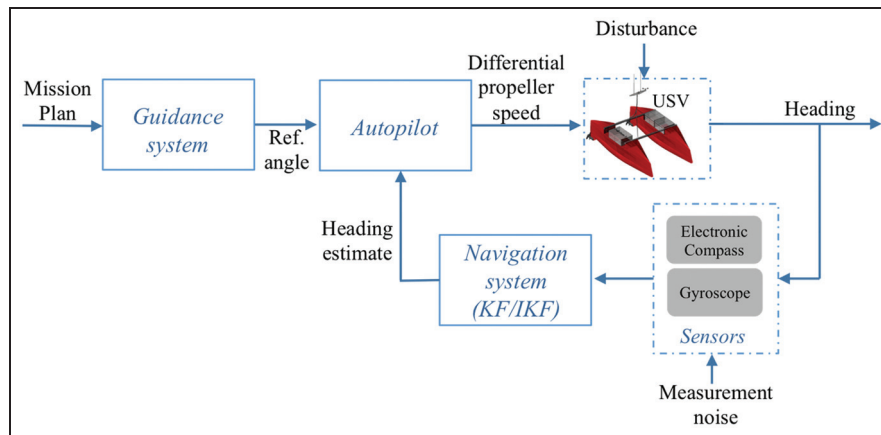 Disturbance
Mission
Plan
Guidance
system
Ref.
angle
Autopilot
Differential
propeller
speed
USV
Heading
Heading
estimate
Navigation
system
(KF/IKF)
Electronic
Compass
Gyroscope
Sensors
Measurement
noise